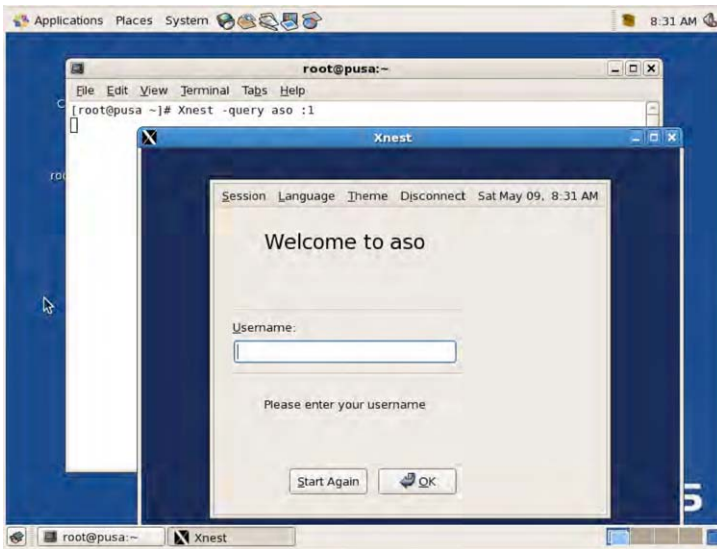 Applications Places System 8:31 AM
root@pusa:~
File Edit View Terminal Tabs Help
[root@pusa ~]# Xnest -query aso :1
Xnest
Session Language Theme Disconnect Sat May 09, 8:31 AM
Welcome to aso
Username:
Please enter your username
Start Again OK
5
root@pusa:~ Xnest